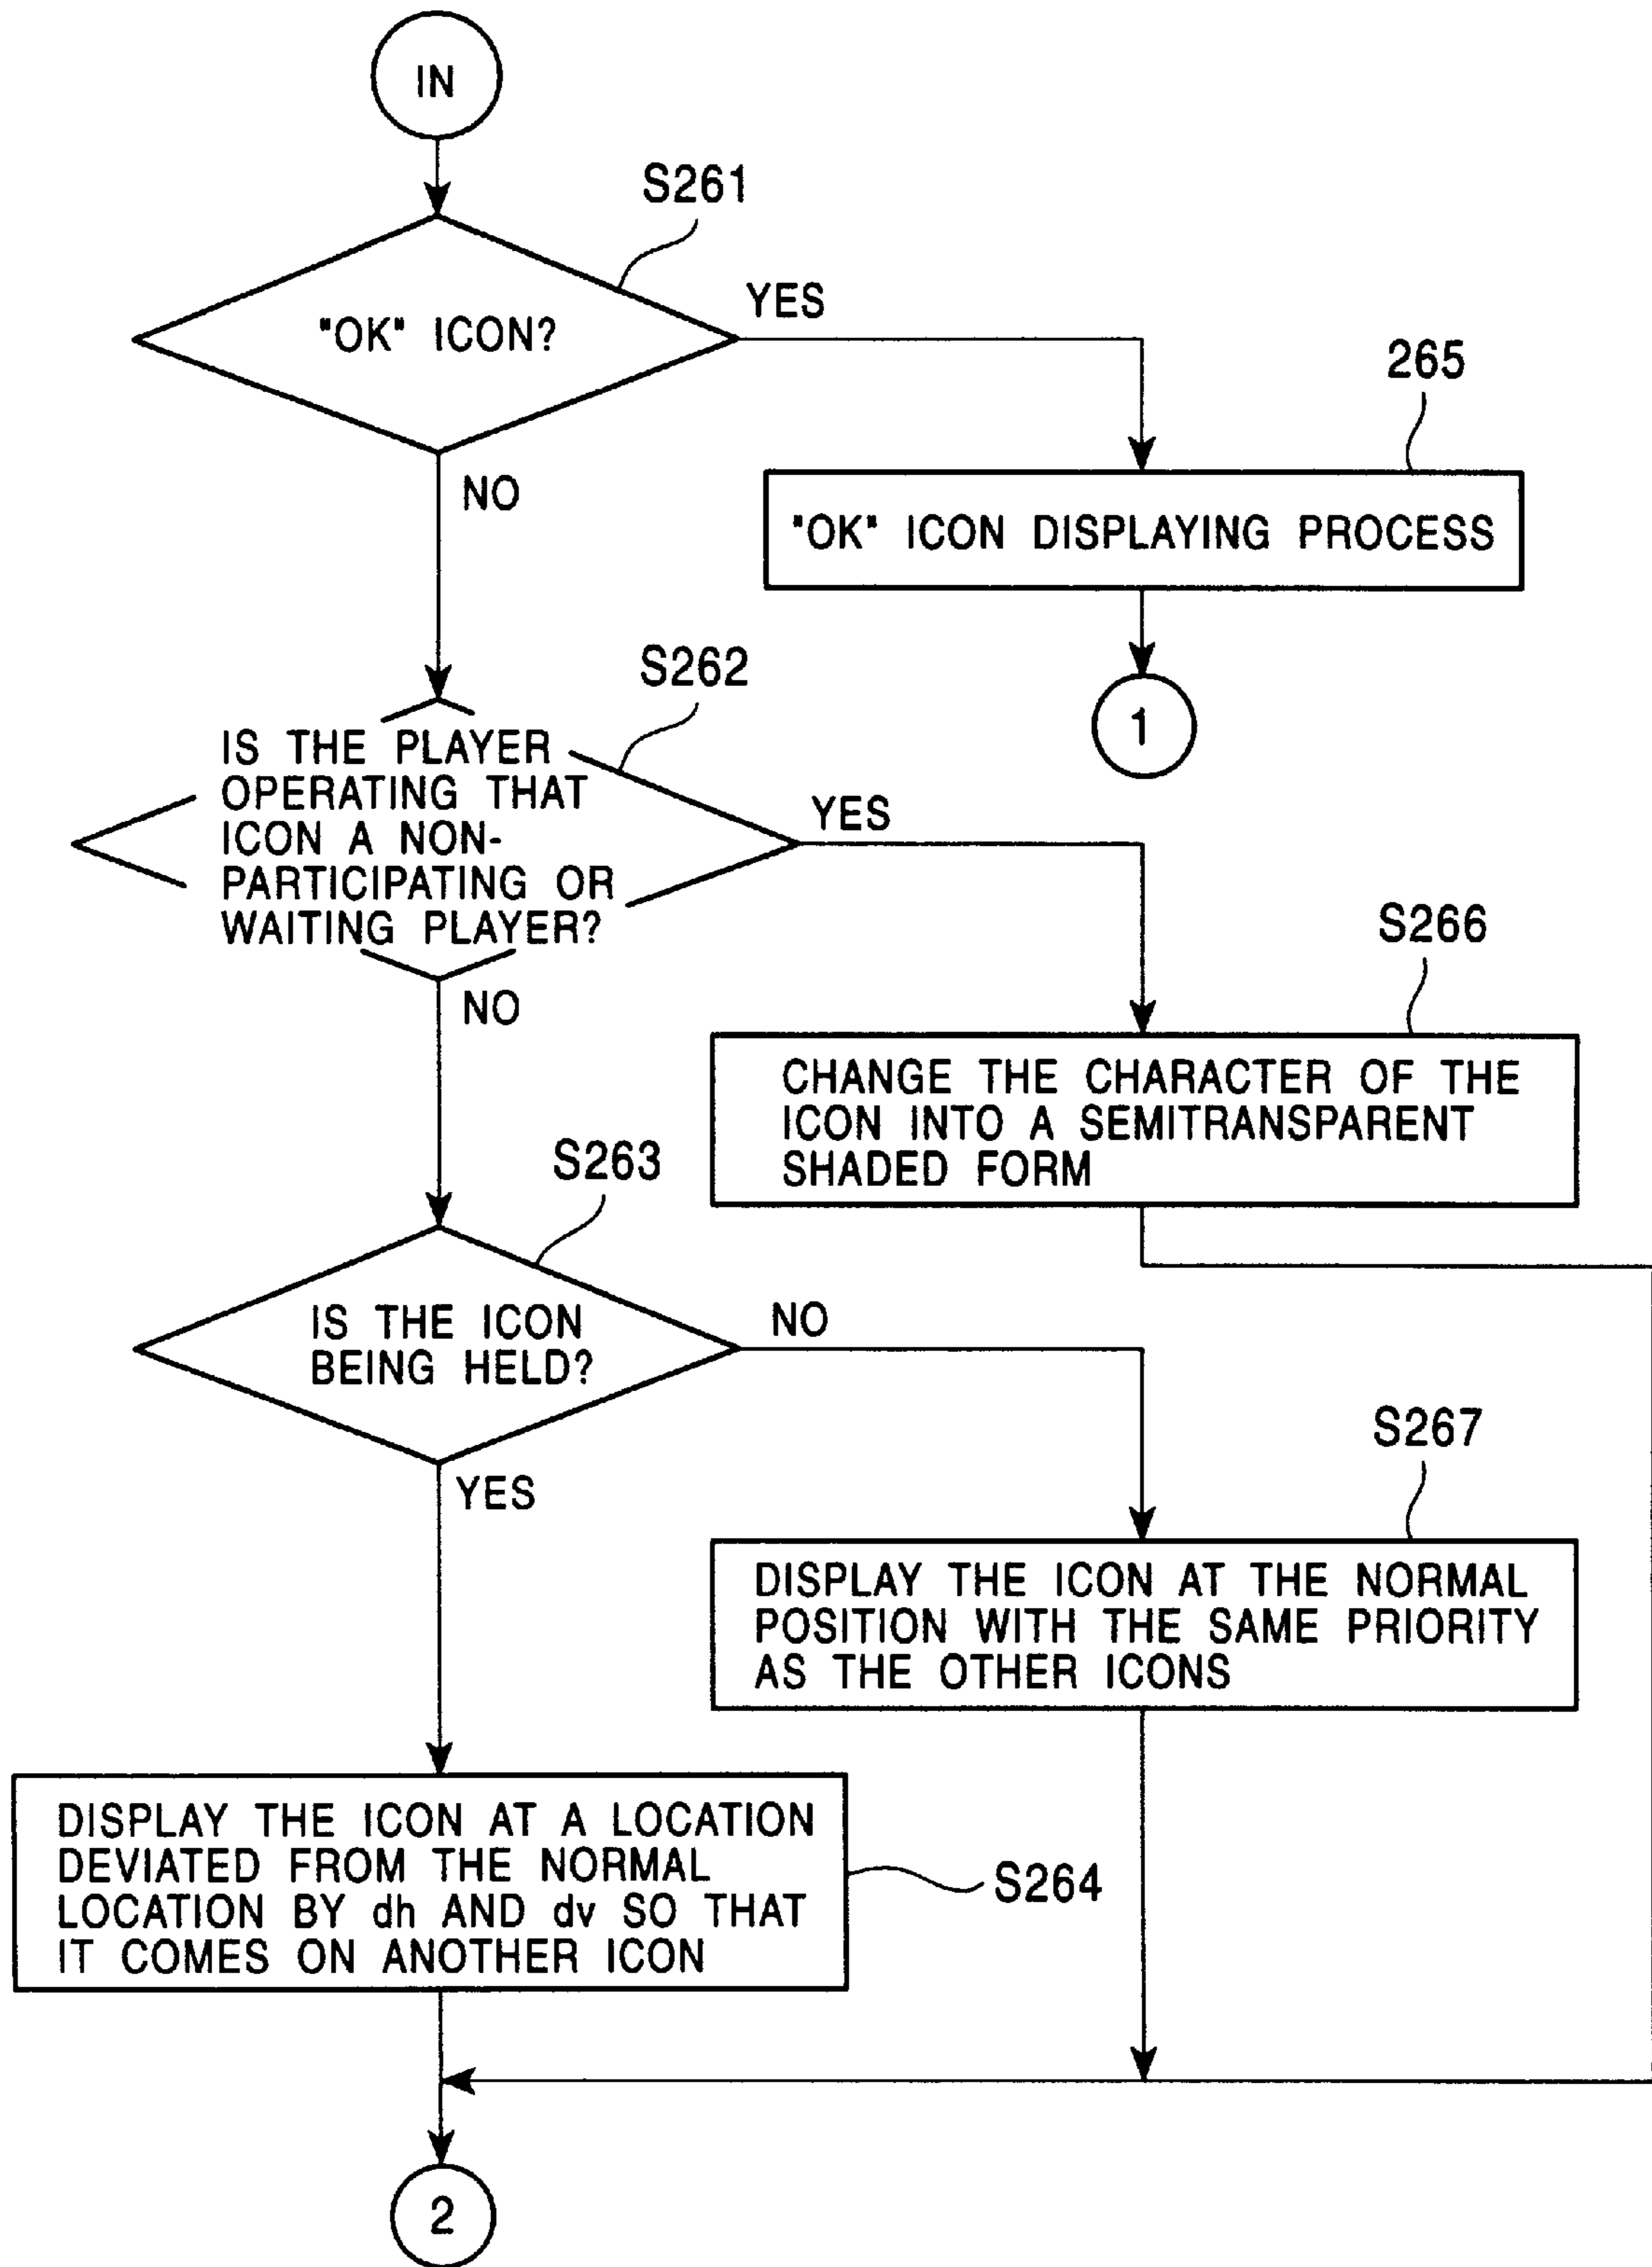 IN
S261
"OK" ICON?
YES
NO
265
"OK" ICON DISPLAYING PROCESS
1
S262
IS THE PLAYER
OPERATING THAT
ICON A NON-
PARTICIPATING OR
WAITING PLAYER?
YES
NO
S266
CHANGE THE CHARACTER OF THE
ICON INTO A SEMITRANSPARENT
SHADED FORM
S263
IS THE ICON
BEING HELD?
NO
YES
S267
DISPLAY THE ICON AT THE NORMAL
POSITION WITH THE SAME PRIORITY
AS THE OTHER ICONS
DISPLAY THE ICON AT A LOCATION
DEVIATED FROM THE NORMAL
LOCATION BY dh AND dv SO THAT
IT COMES ON ANOTHER ICON
S264
2